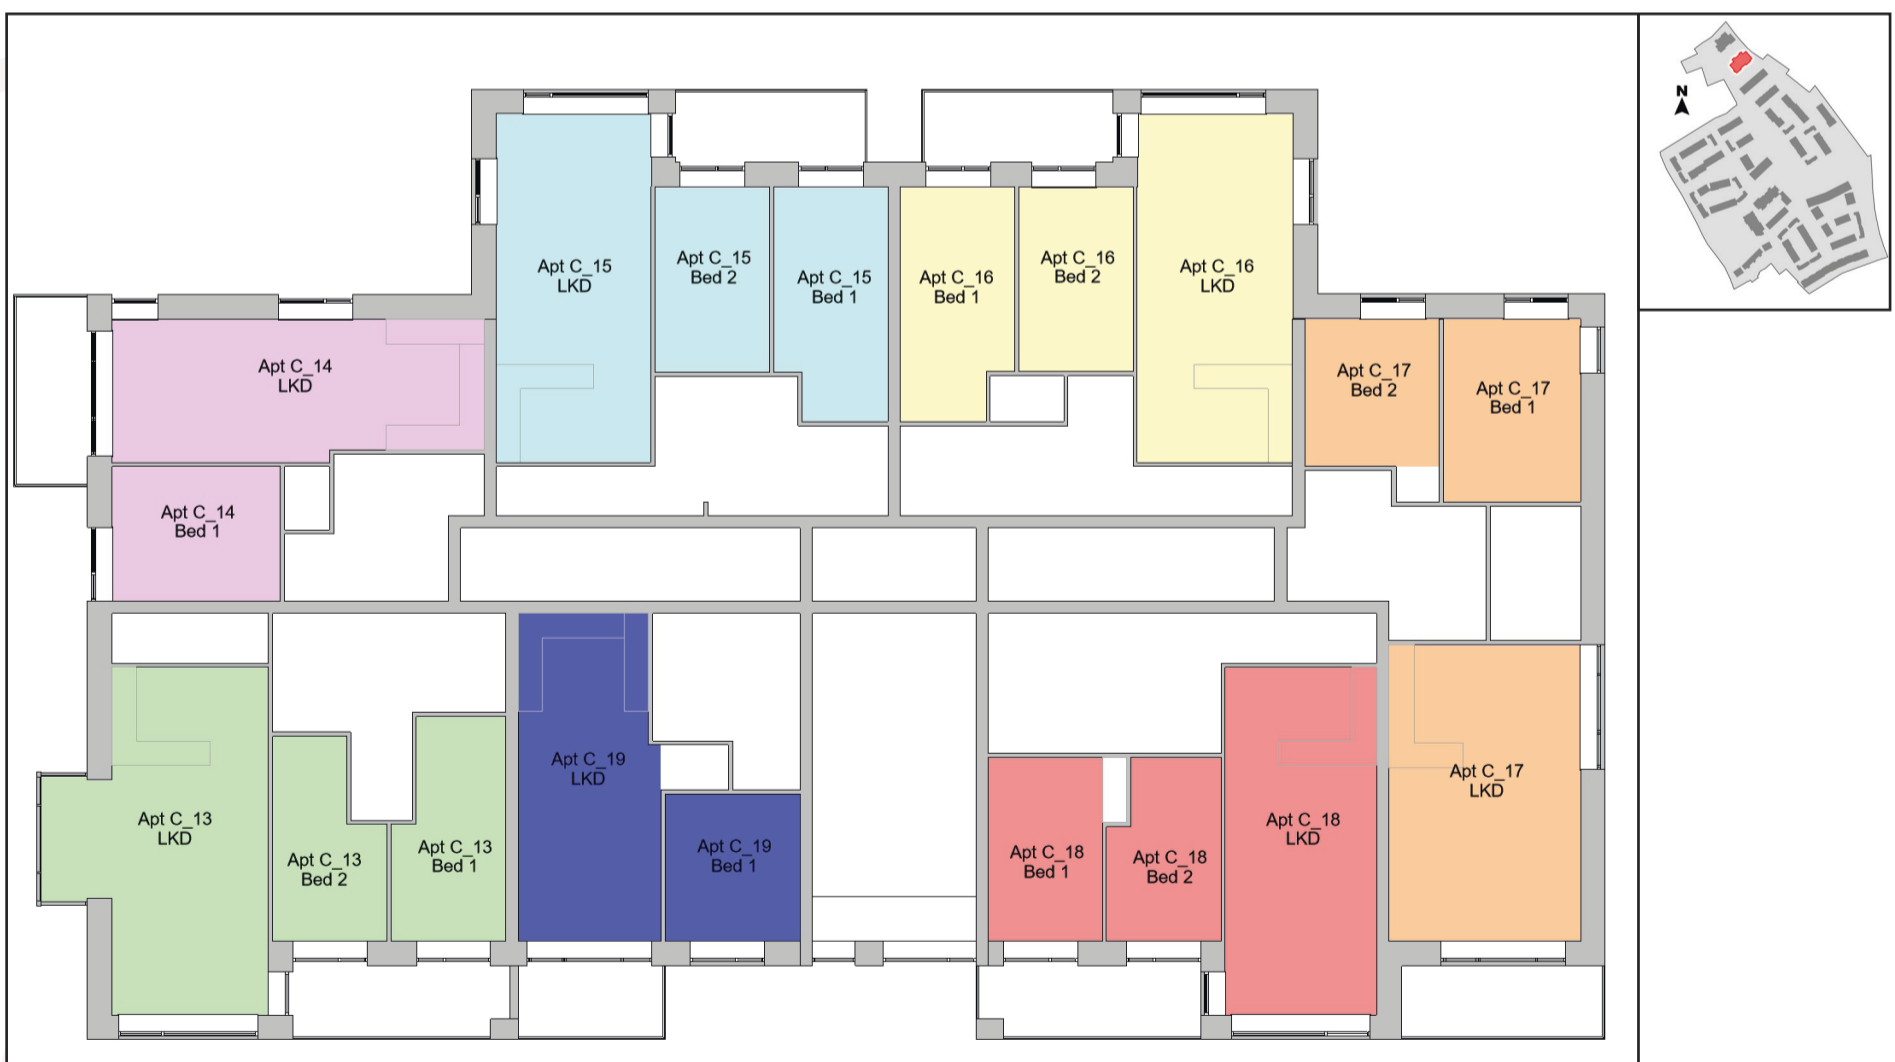 N
Apt C_15
LKD
Apt C_15
Bed 2
Apt C_15
Bed 1
Apt C_16
Bed 1
Apt C_16
Bed 2
Apt C_16
LKD
Apt C_14
LKD
Apt C_17
Bed 2
Apt C_17
Bed 1
Apt C_14
Bed 1
Apt C_13
LKD
Apt C_13
Bed 2
Apt C_13
Bed 1
Apt C_19
LKD
Apt C_19
Bed 1
Apt C_18
Bed 1
Apt C_18
Bed 2
Apt C_18
LKD
Apt C_17
LKD